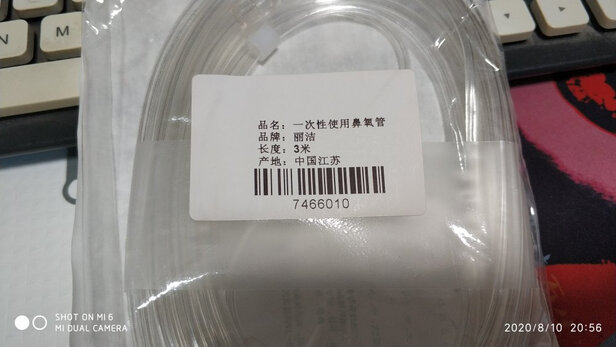 品名：一次性使用鼻氧管
品牌：丽洁
长度：3米
产地：中国江苏
7466010
SHOT ON MI 6
MI DUAL CAMERA
2020/8/10 20:56
N
M